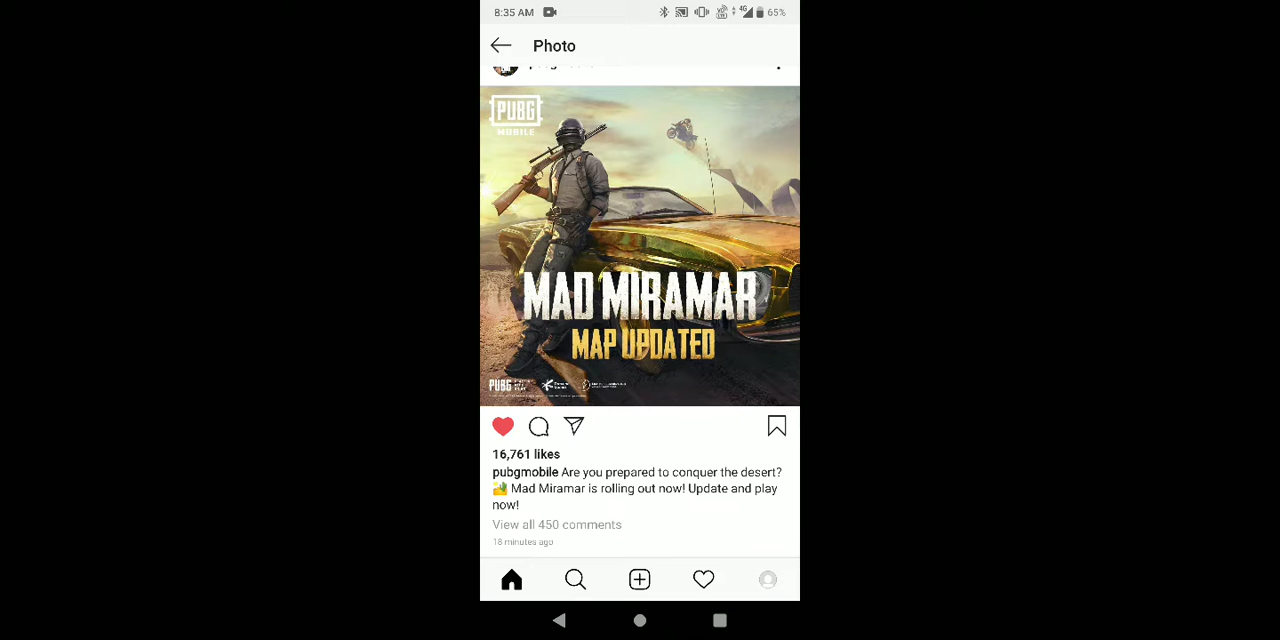 8:35 AM
4G 65%
Photo
PUBG
MOBILE
MAD MIRAMAR
MAP UPDATED
PUBG
16,761 likes
pubgmobile Are you prepared to conquer the desert?
🏜️ Mad Miramar is rolling out now! Update and play
now!
View all 450 comments
18 minutes ago